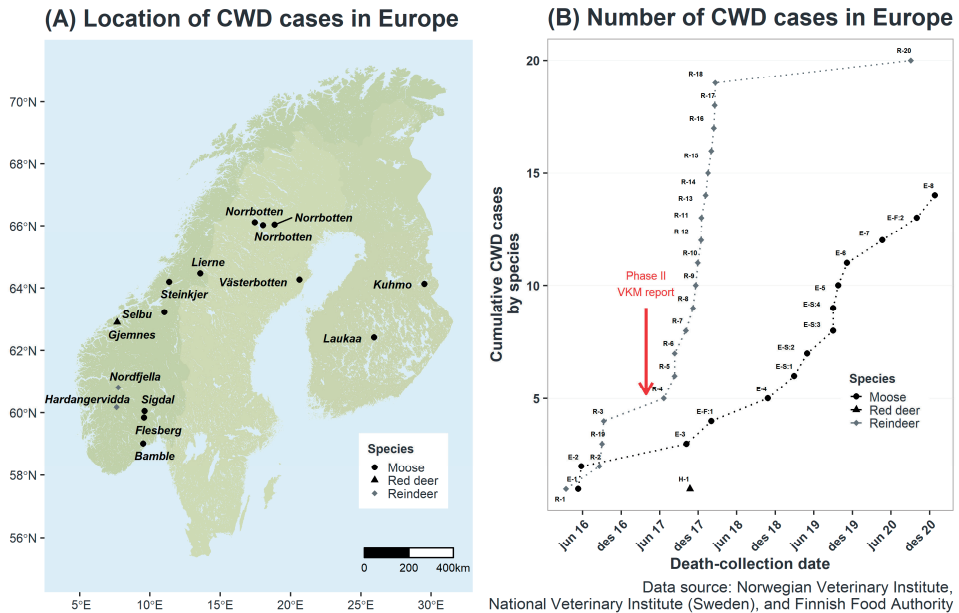 (A) Location of CWD cases in Europe
70°N
68°N
66°N
64°N
62°N
60°N
58°N
56°N
Norrbotten
Norrbotten
Norrbotten
Lierne
Västerbotten
Steinkjer
Kuhmo
Selbu
Gjemnes
Laukaa
Nordfjella
Hardangervidda
Sigdal
Flesberg
Bamble
Species
Moose
Red deer
Reindeer
0 200 400km
5°E 10°E 15°E 20°E 25°E 30°E
(B) Number of CWD cases in Europe
Cumulative CWD cases
by species
20
15
10
5
R-20
R-18
R-17
R-16
R-15
R-14
R-13
R-11
R-12
R-10
R-9
R-8
R-7
R-6
R-5
R-4
R-3
R-19
R-2
R-1
E-8
E-F:2
E-7
E-6
E-5
E-S:4
E-S:3
E-S:2
E-S:1
E-4
E-F:1
E-3
E-2
E-1
H-1
Phase II
VKM report
Species
Moose
Red deer
Reindeer
jun 16 des 16 jun 17 des 17 jun 18 des 18 jun 19 des 19 jun 20 des 20
Death-collection date
Data source: Norwegian Veterinary Institute,
National Veterinary Institute (Sweden), and Finnish Food Authority